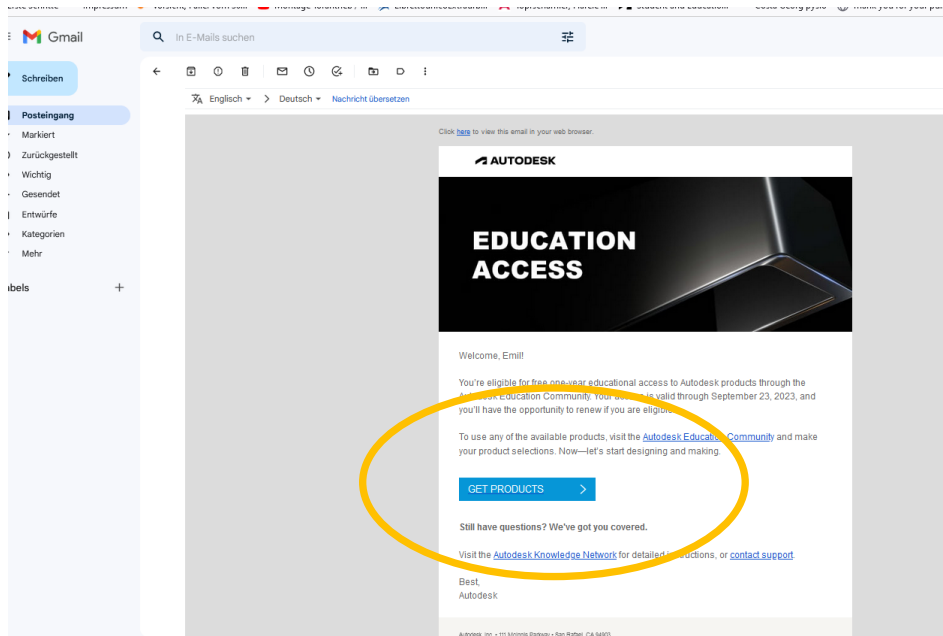 Gmail
In E-Mails suchen
Schreiben
Englisch Deutsch Nachricht übersetzen
Posteingang
Markiert
Zurückgestellt
Wichtig
Gesendet
Entwürfe
Kategorien
Mehr
Click here to view this email in your web browser.
AUTODESK
EDUCATION
ACCESS
Welcome, Emil!
You're eligible for free one-year educational access to Autodesk products through the
Autodesk Education Community. Your access is valid through September 23, 2023, and
you'll have the opportunity to renew if you are eligible.
To use any of the available products, visit the Autodesk Education Community and make
your product selections. Now—let's start designing and making.
GET PRODUCTS
Still have questions? We've got you covered.
Visit the Autodesk Knowledge Network for detailed instructions, or contact support.
Best,
Autodesk